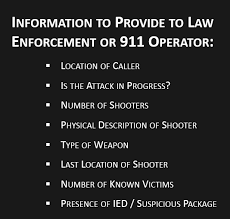 Information to Provide to Law
Enforcement or 911 Operator:
▪ Location of Caller
▪ Is the Attack in Progress?
▪ Number of Shooters
▪ Physical Description of Shooter
▪ Type of Weapon
▪ Last Location of Shooter
▪ Number of Known Victims
▪ Presence of IED / Suspicious Package